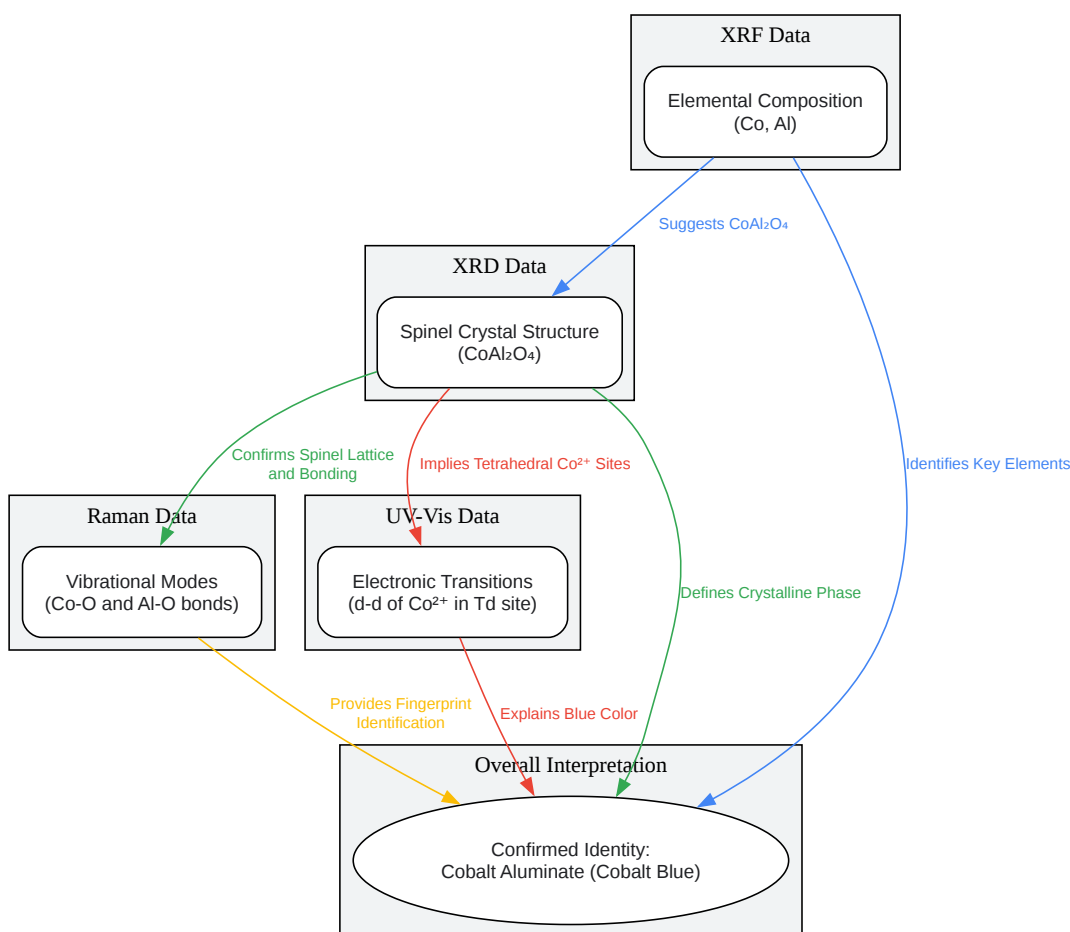 XRF Data
Elemental Composition
(Co, Al)
Suggests CoAl₂O₄
XRD Data
Spinel Crystal Structure
(CoAl₂O₄)
Confirms Spinel Lattice
and Bonding
Implies Tetrahedral Co²⁺ Sites
Identifies Key Elements
Raman Data
Vibrational Modes
(Co-O and Al-O bonds)
UV-Vis Data
Electronic Transitions
(d-d of Co²⁺ in Td site)
Defines Crystalline Phase
Provides Fingerprint
Identification
Explains Blue Color
Overall Interpretation
Confirmed Identity:
Cobalt Aluminate (Cobalt Blue)